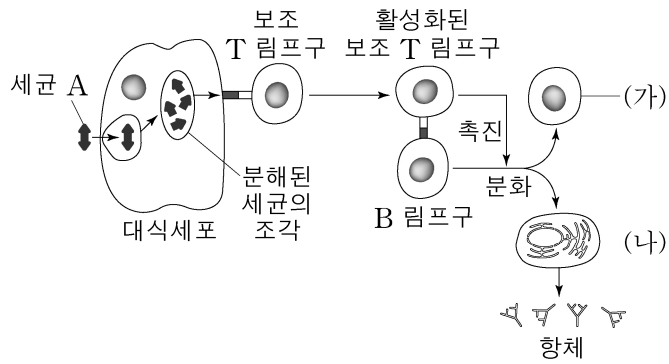 보조
T 림프구
활성화된
보조 T 림프구
세균 A
(가)
촉진
분해된
세균의
조각
분화
대식세포
B 림프구
(나)
항체